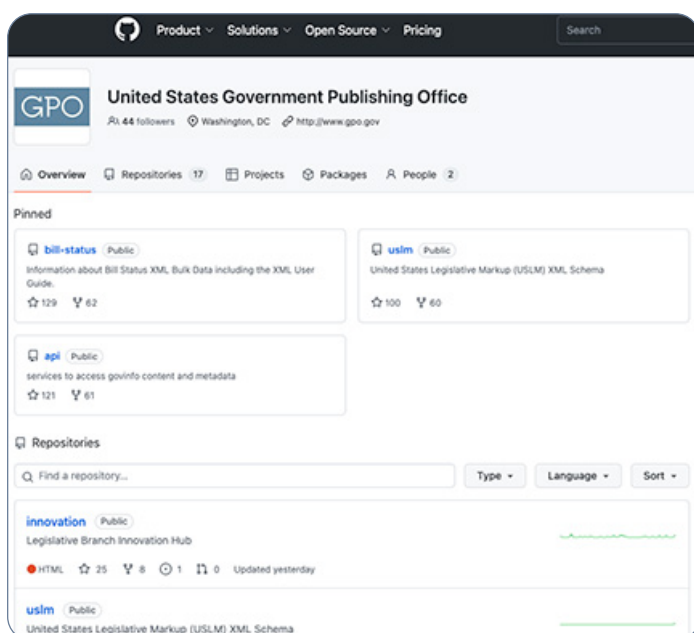 Product Solutions Open Source Pricing Search
GPO
United States Government Publishing Office
44 followers Washington, DC http://www.gpo.gov
Overview Repositories 17 Projects Packages People 2
Pinned
bill-status Public
Information about Bill Status XML Bulk Data including the XML User
Guide.
129 62
uslm Public
United States Legislative Markup (USLM) XML Schema
100 60
api Public
services to access govinfo content and metadata
121 61
Repositories
Find a repository... Type Language Sort
innovation Public
Legislative Branch Innovation Hub
HTML 25 8 1 0 Updated yesterday
uslm Public
United States Legislative Markup (USLM) XML Schema